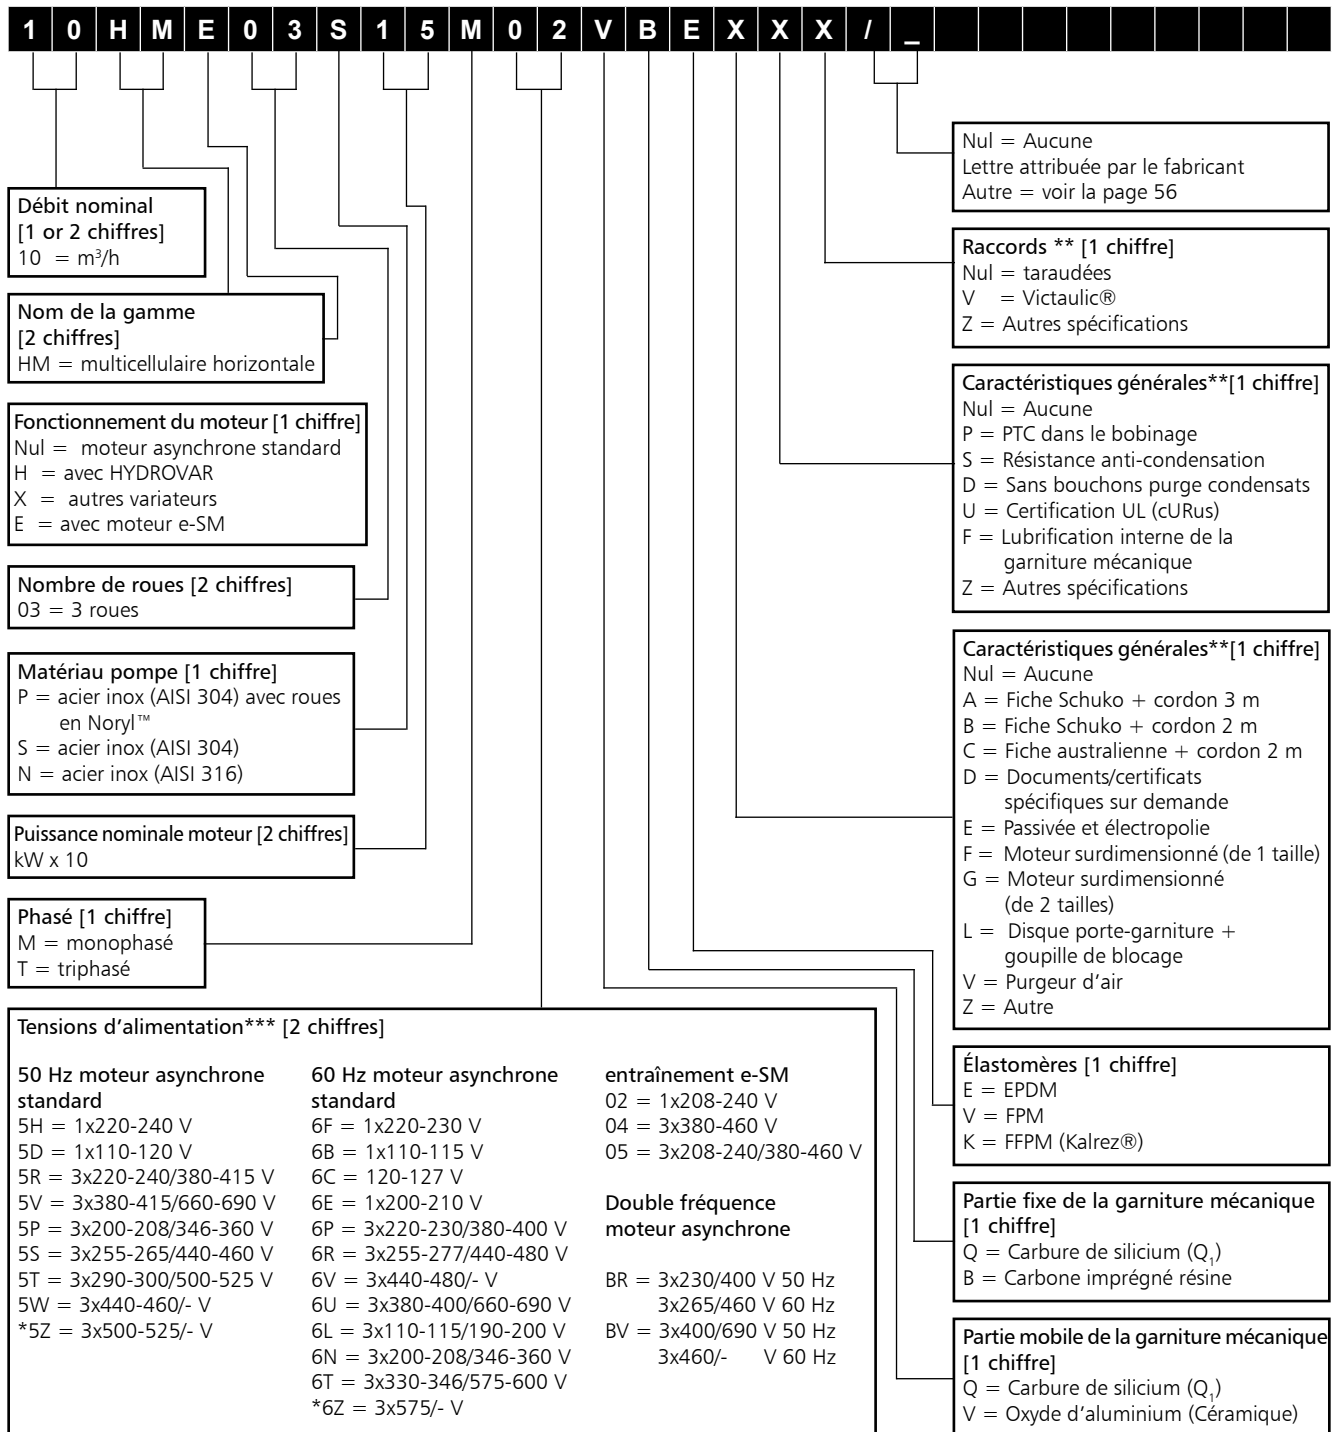 10HME03S15M02VBEXXX/_
Débit nominal
[1 or 2 chiffres]
10 = m³/h
Nom de la gamme
[2 chiffres]
HM = multicellulaire horizontale
Fonctionnement du moteur [1 chiffre]
Nul = moteur asynchrone standard
H = avec HYDROVAR
X = autres variateurs
E = avec moteur e-SM
Nombre de roues [2 chiffres]
03 = 3 roues
Matériau pompe [1 chiffre]
P = acier inox (AISI 304) avec roues
en Noryl™
S = acier inox (AISI 304)
N = acier inox (AISI 316)
Puissance nominale moteur [2 chiffres]
kW x 10
Phasé [1 chiffre]
M = monophasé
T = triphasé
Tensions d'alimentation*** [2 chiffres]
50 Hz moteur asynchrone
standard
5H = 1x220-240 V
5D = 1x110-120 V
5R = 3x220-240/380-415 V
5V = 3x380-415/660-690 V
5P = 3x200-208/346-360 V
5S = 3x255-265/440-460 V
5T = 3x290-300/500-525 V
5W = 3x440-460/- V
*5Z = 3x500-525/- V
60 Hz moteur asynchrone
standard
6F = 1x220-230 V
6B = 1x110-115 V
6C = 120-127 V
6E = 1x200-210 V
6P = 3x220-230/380-400 V
6R = 3x255-277/440-480 V
6V = 3x440-480/- V
6U = 3x380-400/660-690 V
6L = 3x110-115/190-200 V
6N = 3x200-208/346-360 V
6T = 3x330-346/575-600 V
*6Z = 3x575/- V
entraînement e-SM
02 = 1x208-240 V
04 = 3x380-460 V
05 = 3x208-240/380-460 V
Double fréquence
moteur asynchrone
BR = 3x230/400 V 50 Hz
3x265/460 V 60 Hz
BV = 3x400/690 V 50 Hz
3x460/- V 60 Hz
Nul = Aucune
Lettre attribuée par le fabricant
Autre = voir la page 56
Raccords ** [1 chiffre]
Nul = taraudées
V = Victaulic®
Z = Autres spécifications
Caractéristiques générales**[1 chiffre]
Nul = Aucune
P = PTC dans le bobinage
S = Résistance anti-condensation
D = Sans bouchons purge condensats
U = Certification UL (cURus)
F = Lubrification interne de la
garniture mécanique
Z = Autres spécifications
Caractéristiques générales**[1 chiffre]
Nul = Aucune
A = Fiche Schuko + cordon 3 m
B = Fiche Schuko + cordon 2 m
C = Fiche australienne + cordon 2 m
D = Documents/certificats
spécifiques sur demande
E = Passivée et électropolie
F = Moteur surdimensionné (de 1 taille)
G = Moteur surdimensionné
(de 2 tailles)
L = Disque porte-garniture +
goupille de blocage
V = Purgeur d'air
Z = Autre
Élastomères [1 chiffre]
E = EPDM
V = FPM
K = FFPM (Kalrez®)
Partie fixe de la garniture mécanique
[1 chiffre]
Q = Carbure de silicium (Q₁)
B = Carbone imprégné résine
Partie mobile de la garniture mécanique
[1 chiffre]
Q = Carbure de silicium (Q₁)
V = Oxyde d'aluminium (Céramique)